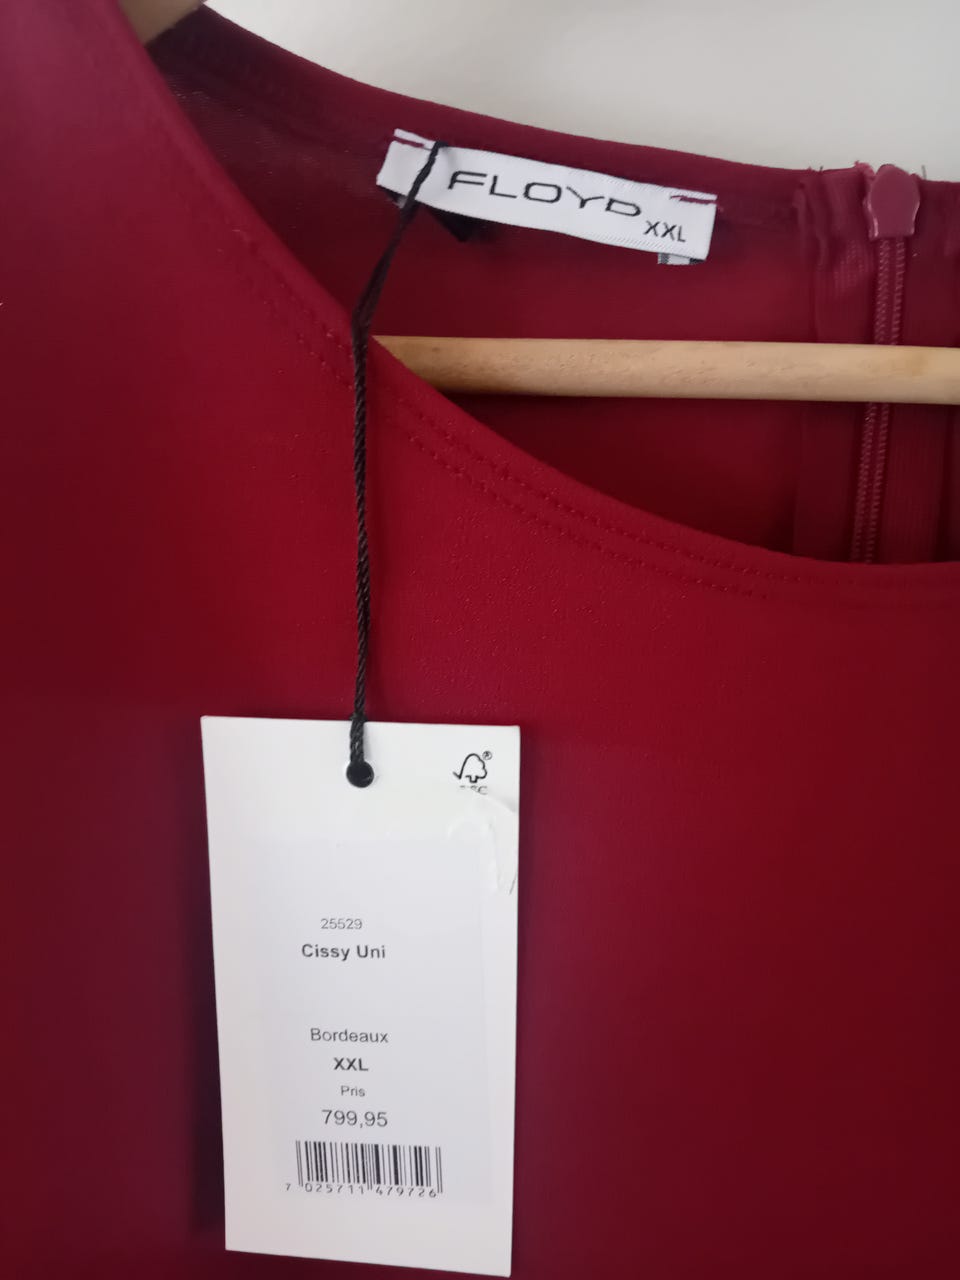 FLOYD
XXL
®
25529
Cissy Uni
Bordeaux
XXL
Pris
799,95
7 025711 479726